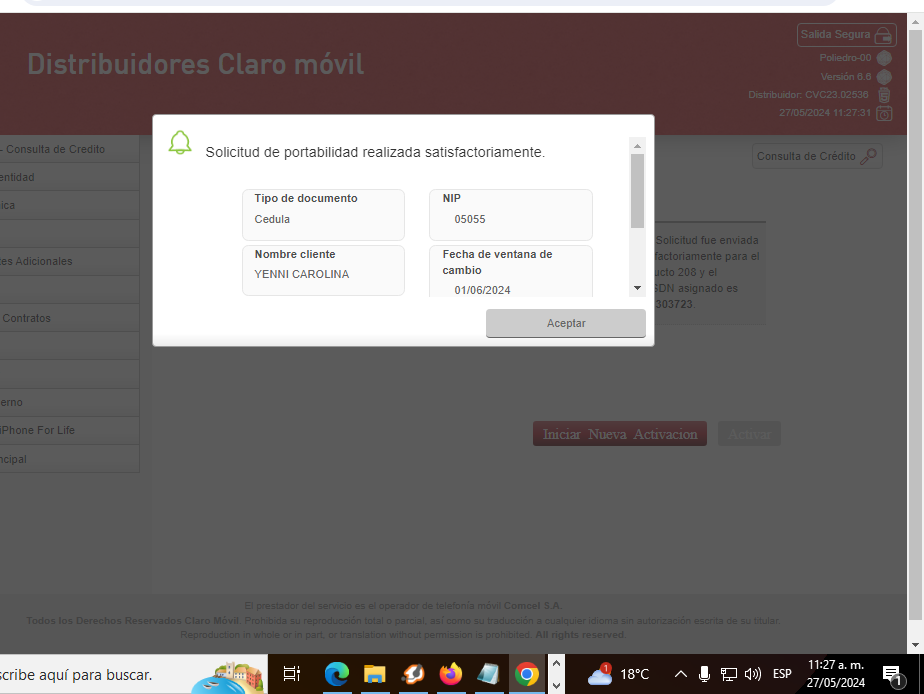 Distribuidores Claro móvil
Salida Segura
Poliedro-00
Versión 6.6
Distribuidor: CVC23.02536
27/05/2024 11:27:31
- Consulta de Credito
Consulta de Crédito
entidad
ica
es Adicionales
Contratos
erno
iPhone For Life
ncipal
Solicitud de portabilidad realizada satisfactoriamente.
Tipo de documento
Cedula
NIP
05055
Nombre cliente
YENNI CAROLINA
Fecha de ventana de
cambio
01/06/2024
Aceptar
Solicitud fue enviada
factoriamente para el
ucto 208 y el
SDN asignado es
303723.
Iniciar Nueva Activacion
Activar
El prestador del servicio es el operador de telefonía móvil Comcel S.A.
Todos los Derechos Reservados Claro Móvil. Prohibida su reproducción total o parcial, así como su traducción a cualquier idioma sin autorización escrita de su titular.
Reproduction in whole or in part, or translation without permission is prohibited. All rights reserved.
scribe aquí para buscar.
1
18°C
ESP
11:27 a. m.
27/05/2024
1